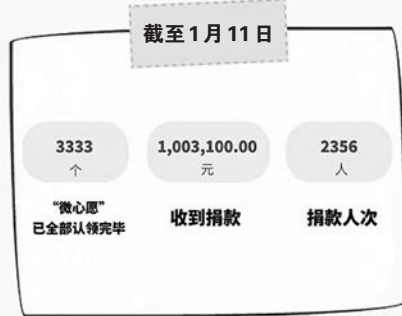 截至1月11日
3333
个
“微心愿”
已全部认领完毕
1,003,100.00
元
收到捐款
2356
人
捐款人次